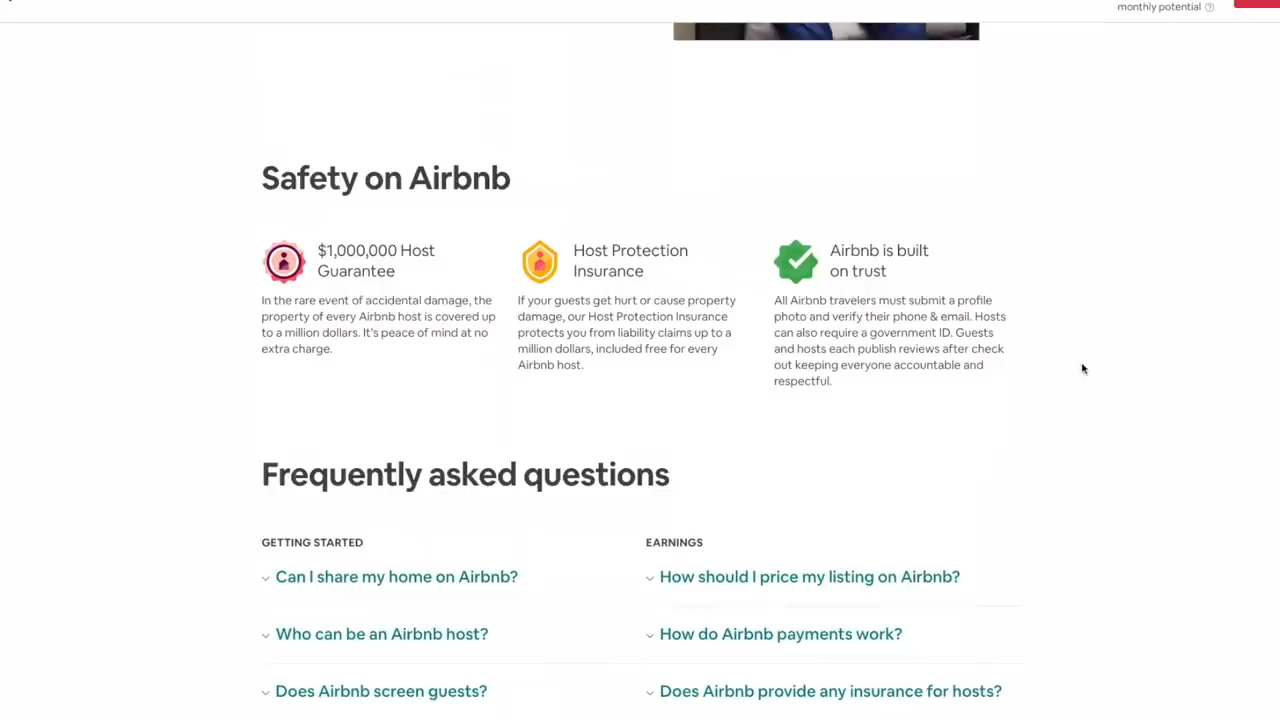 monthly potential
Safety on Airbnb
$1,000,000 Host
Guarantee
In the rare event of accidental damage, the
property of every Airbnb host is covered up
to a million dollars. It's peace of mind at no
extra charge.
Host Protection
Insurance
If your guests get hurt or cause property
damage, our Host Protection Insurance
protects you from liability claims up to a
million dollars, included free for every
Airbnb host.
Airbnb is built
on trust
All Airbnb travelers must submit a profile
photo and verify their phone & email. Hosts
can also require a government ID. Guests
and hosts each publish reviews after check
out keeping everyone accountable and
respectful.
Frequently asked questions
GETTING STARTED
Can I share my home on Airbnb?
Who can be an Airbnb host?
Does Airbnb screen guests?
EARNINGS
How should I price my listing on Airbnb?
How do Airbnb payments work?
Does Airbnb provide any insurance for hosts?